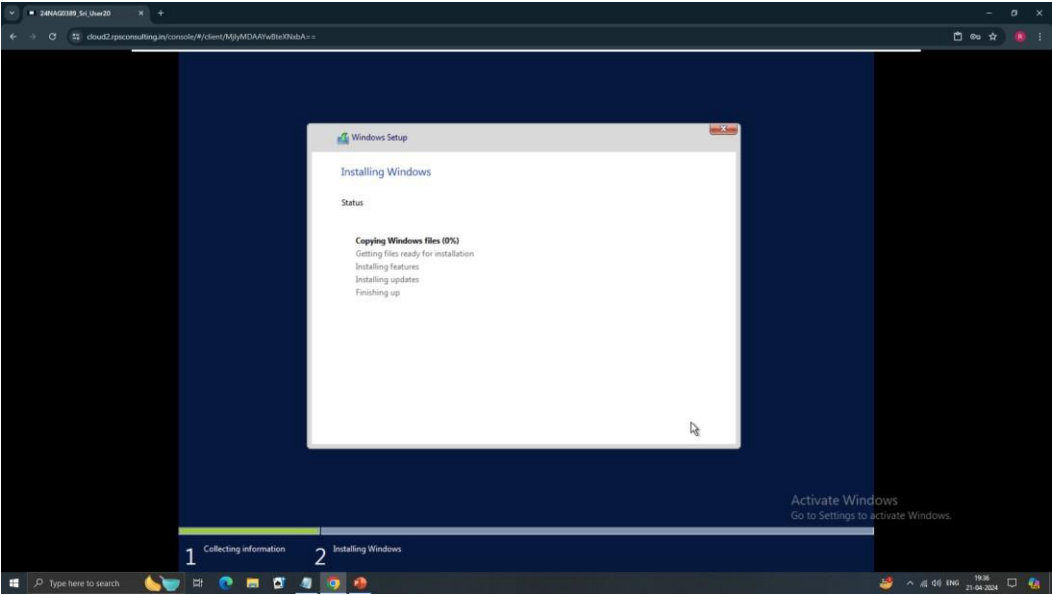 24NAG0389_Sri_User20
cloud2.rpsconsulting.in/console/#/client/MjIyMDAAYwBteXNxbA==
Windows Setup
Installing Windows
Status
Copying Windows files (0%)
Getting files ready for installation
Installing features
Installing updates
Finishing up
Activate Windows
Go to Settings to activate Windows.
1 Collecting information 2 Installing Windows
Type here to search
ENG
19:36
21-04-2024